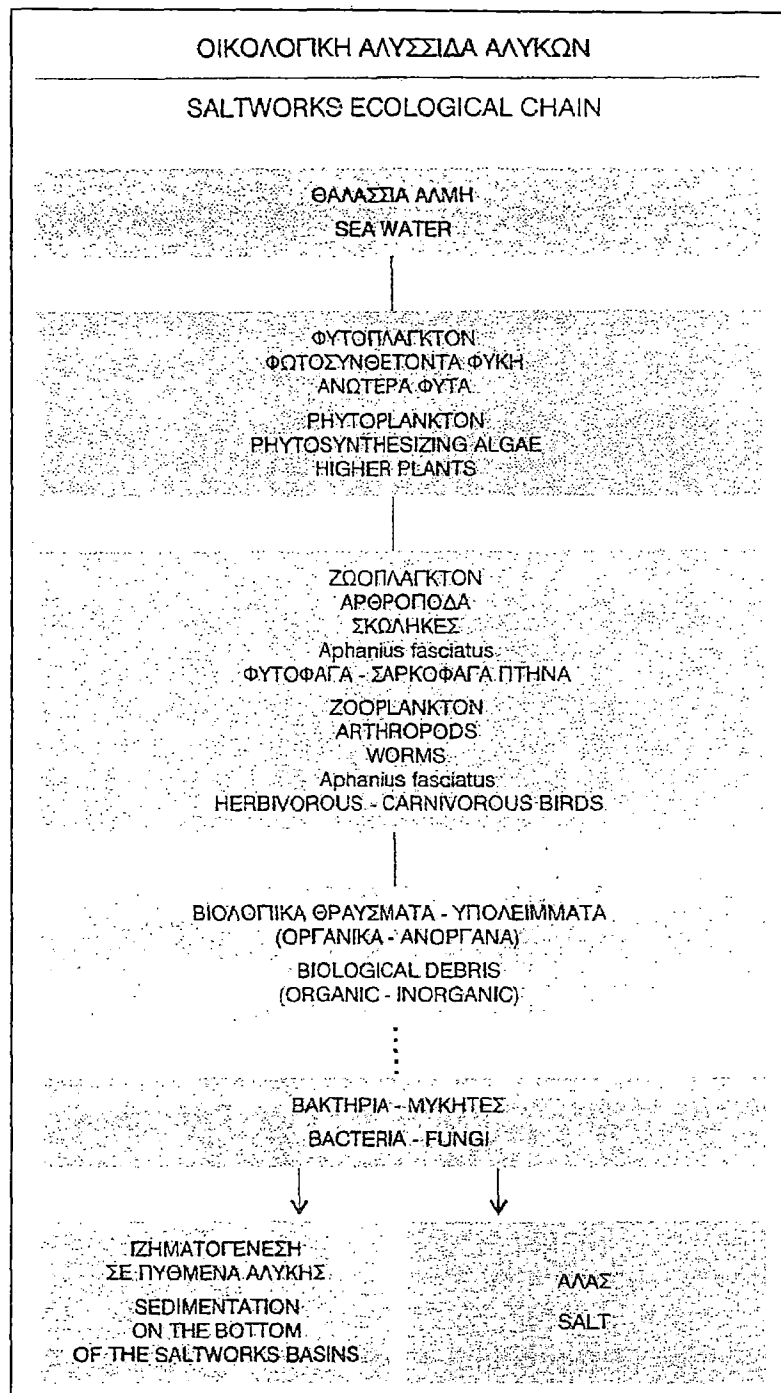 ΟΙΚΟΛΟΓΙΚΗ ΑΛΥΣΣΙΔΑ ΑΛΥΚΩΝ
SALTWORKS ECOLOGICAL CHAIN
ΘΑΛΑΣΣΙΑ ΑΛΜΗ
SEA WATER
ΦΥΤΟΠΛΑΓΚΤΟΝ
ΦΩΤΟΣΥΝΘΕΤΟΝΤΑ ΦΥΚΗ
ΑΝΩΤΕΡΑ ΦΥΤΑ
PHYTOPLANKTON
PHYTOSYNTHESIZING ALGAE
HIGHER PLANTS
ΖΩΟΠΛΑΓΚΤΟΝ
ΑΡΘΡΟΠΟΔΑ
ΣΚΩΛΗΚΕΣ
Aphanius fasciatus
ΦΥΤΟΦΑΓΑ - ΣΑΡΚΟΦΑΓΑ ΠΤΗΝΑ
ZOOPLANKTON
ARTHROPODS
WORMS
Aphanius fasciatus
HERBIVOROUS - CARNIVOROUS BIRDS
ΒΙΟΛΟΓΙΚΑ ΘΡΑΥΣΜΑΤΑ - ΥΠΟΛΕΙΜΜΑΤΑ
(ΟΡΓΑΝΙΚΑ - ΑΝΟΡΓΑΝΑ)
BIOLOGICAL DEBRIS
(ORGANIC - INORGANIC)
ΒΑΚΤΗΡΙΑ - ΜΥΚΗΤΕΣ
BACTERIA - FUNGI
ΙΖΗΜΑΤΟΓΕΝΕΣΗ
ΣΕ ΠΥΘΜΕΝΑ ΑΛΥΚΗΣ
SEDIMENTATION
ON THE BOTTOM
OF THE SALTWORKS BASINS
ΑΛΑΣ
SALT